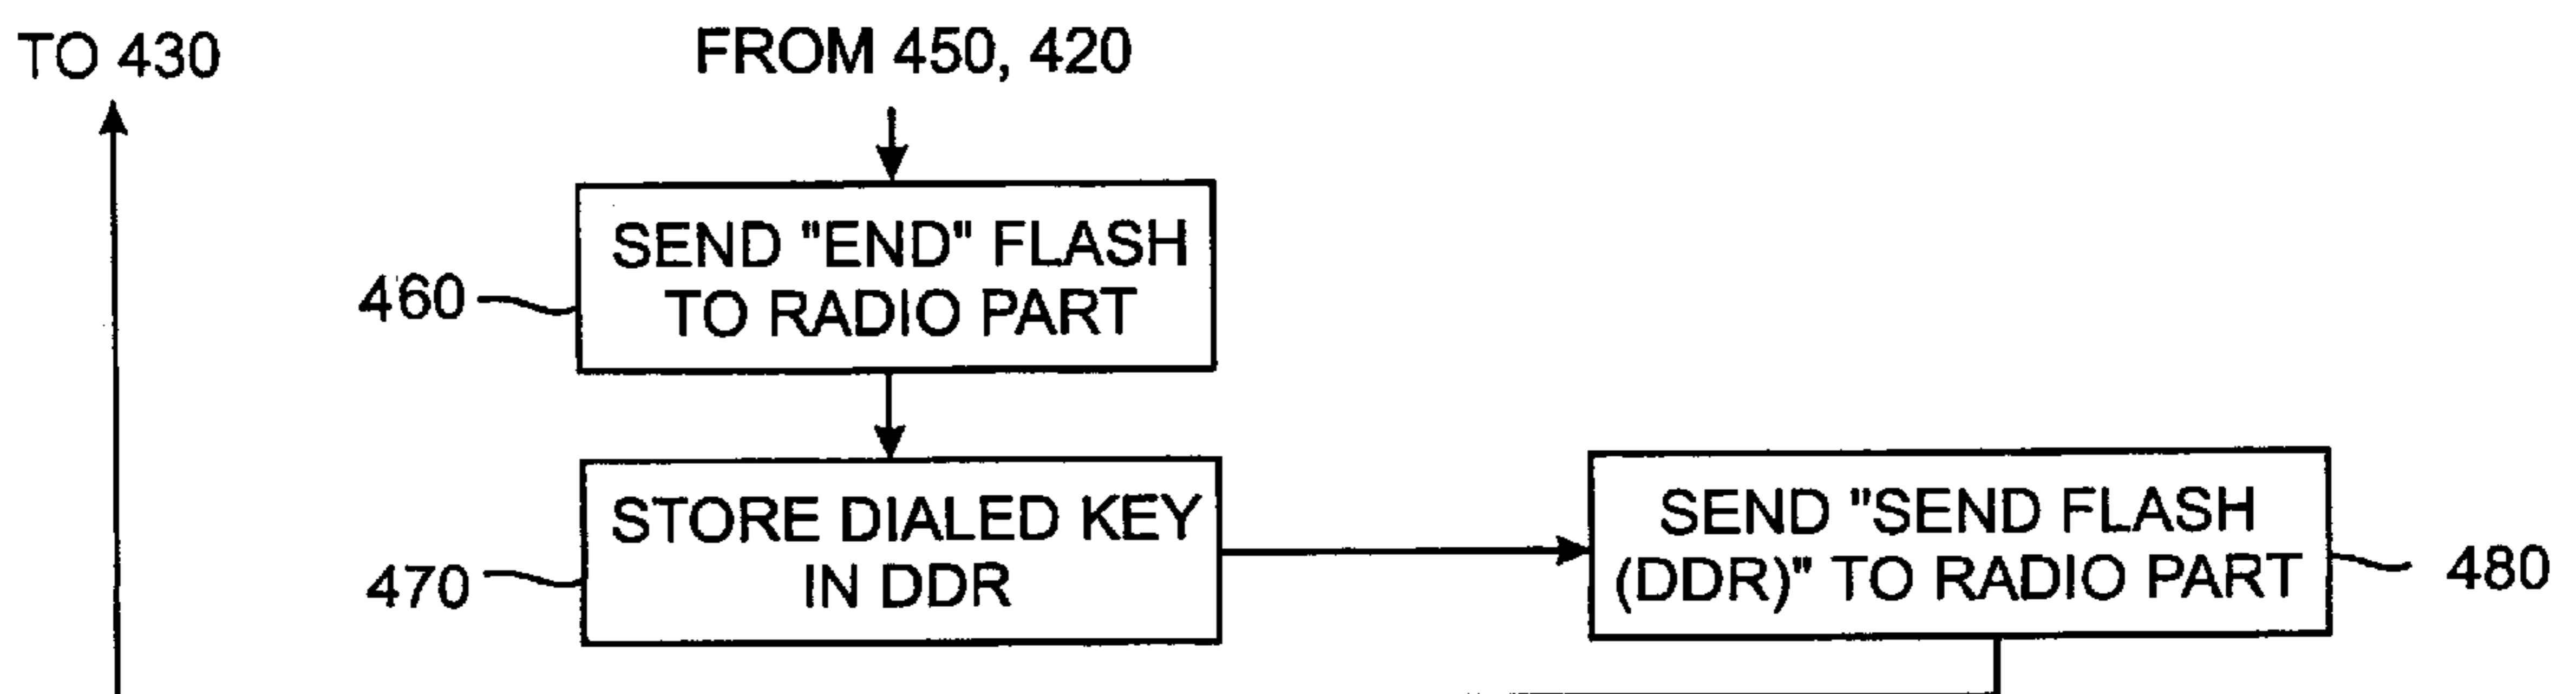 TO 430
FROM 450, 420
460
SEND "END" FLASH
TO RADIO PART
470
STORE DIALED KEY
IN DDR
SEND "SEND FLASH
(DDR)" TO RADIO PART
480